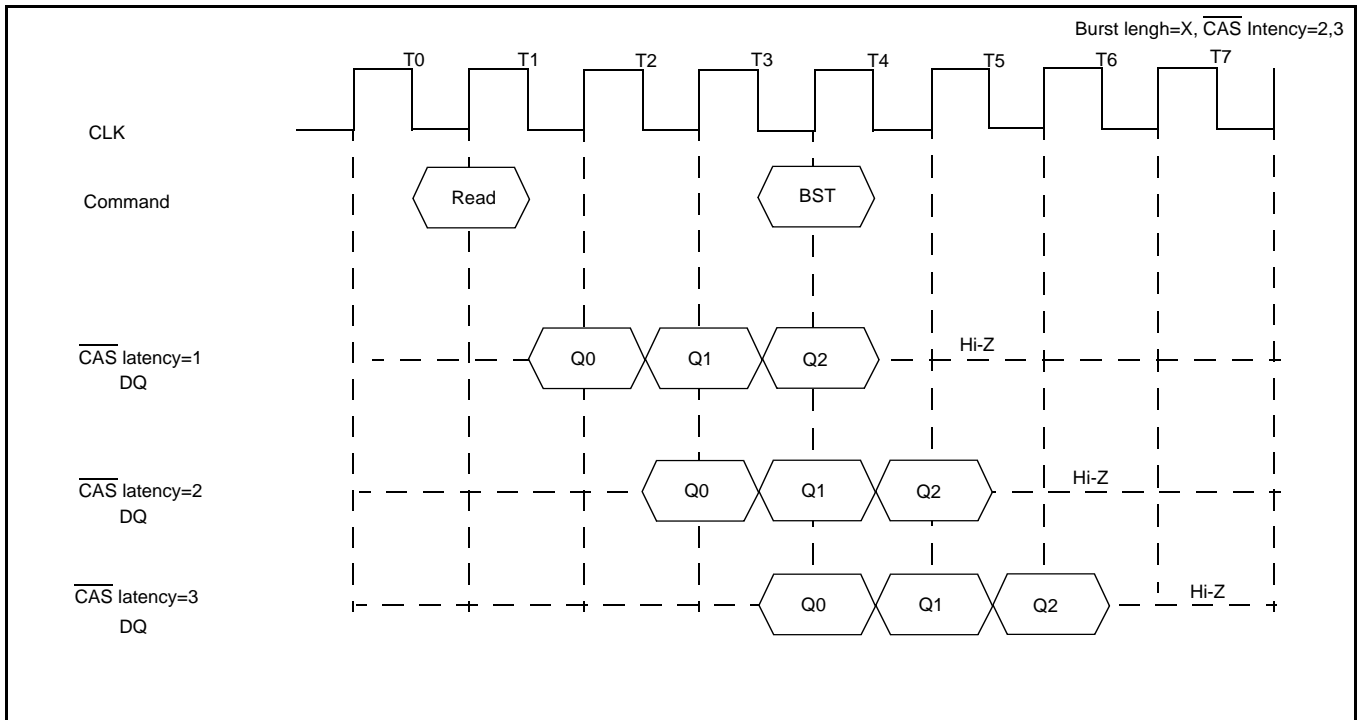 Burst lengh=X, CAS Intency=2,3
T0 T1 T2 T3 T4 T5 T6 T7
CLK
Command Read BST
CAS latency=1 Q0 Q1 Q2 Hi-Z
DQ
CAS latency=2 Q0 Q1 Q2 Hi-Z
DQ
CAS latency=3 Q0 Q1 Q2 Hi-Z
DQ